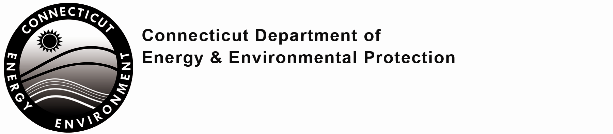 CONNECTICUT
ENERGY
ENVIRONMENT
Connecticut Department of
Energy & Environmental Protection